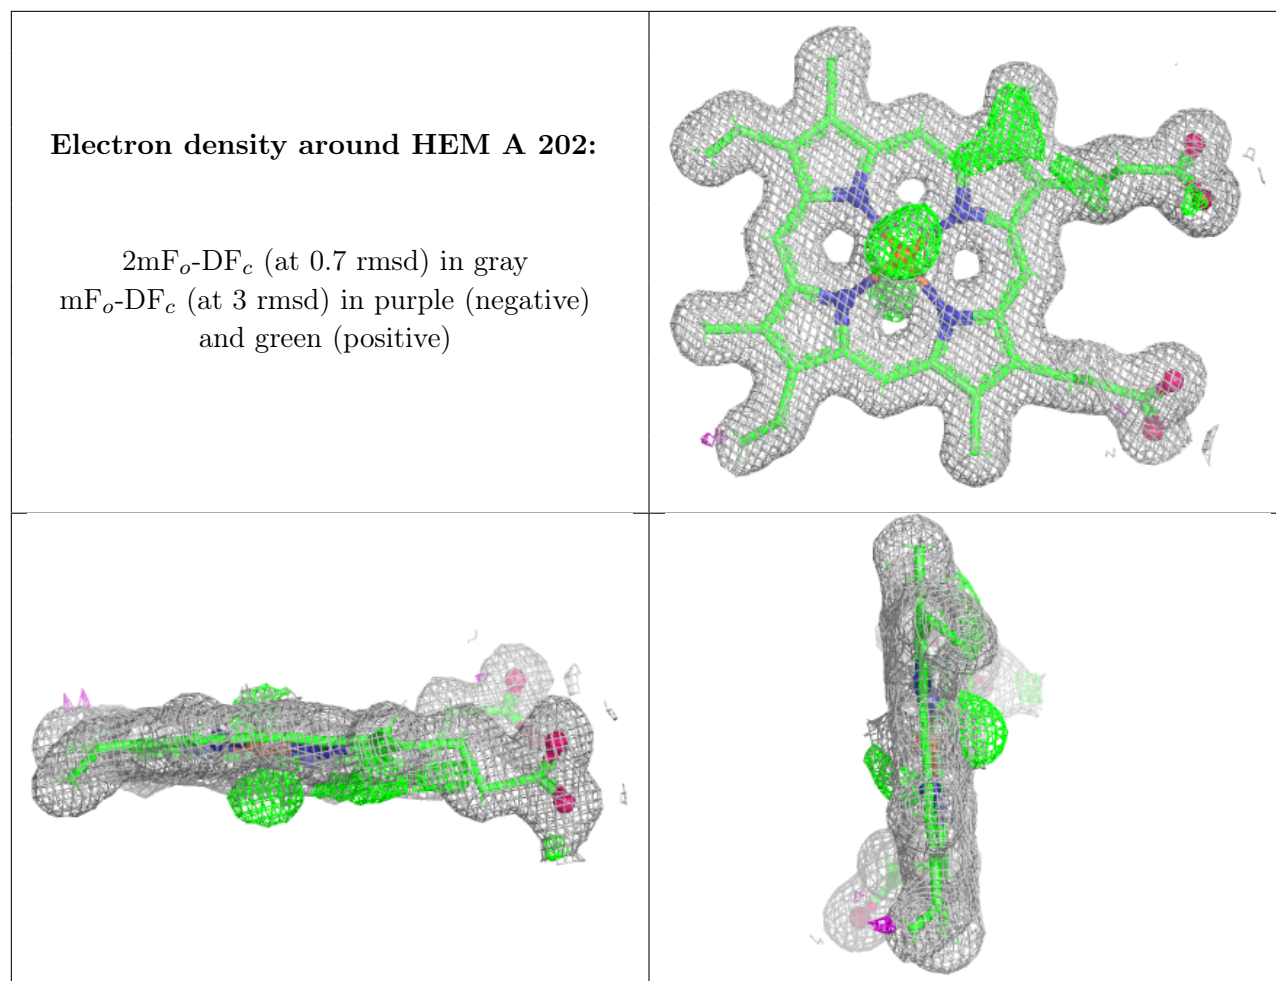 Electron density around HEM A 202:
2mFo-DFc (at 0.7 rmsd) in gray
mFo-DFc (at 3 rmsd) in purple (negative)
and green (positive)